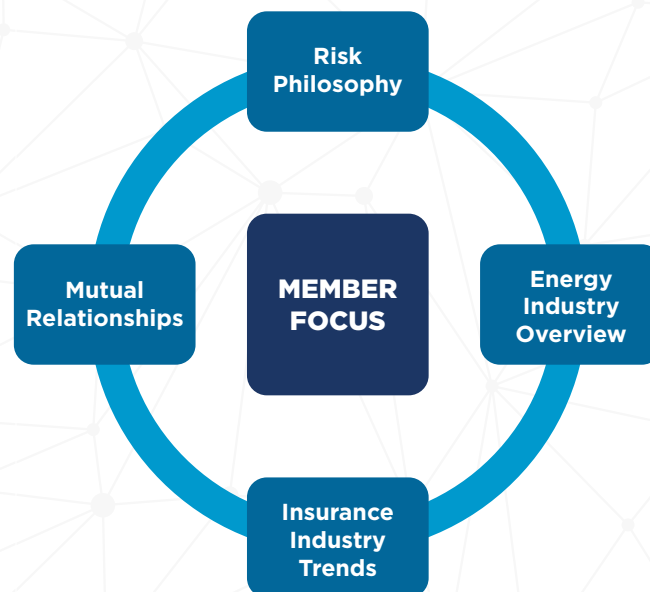 Risk
Philosophy
Mutual
Relationships
MEMBER
FOCUS
Energy
Industry
Overview
Insurance
Industry
Trends